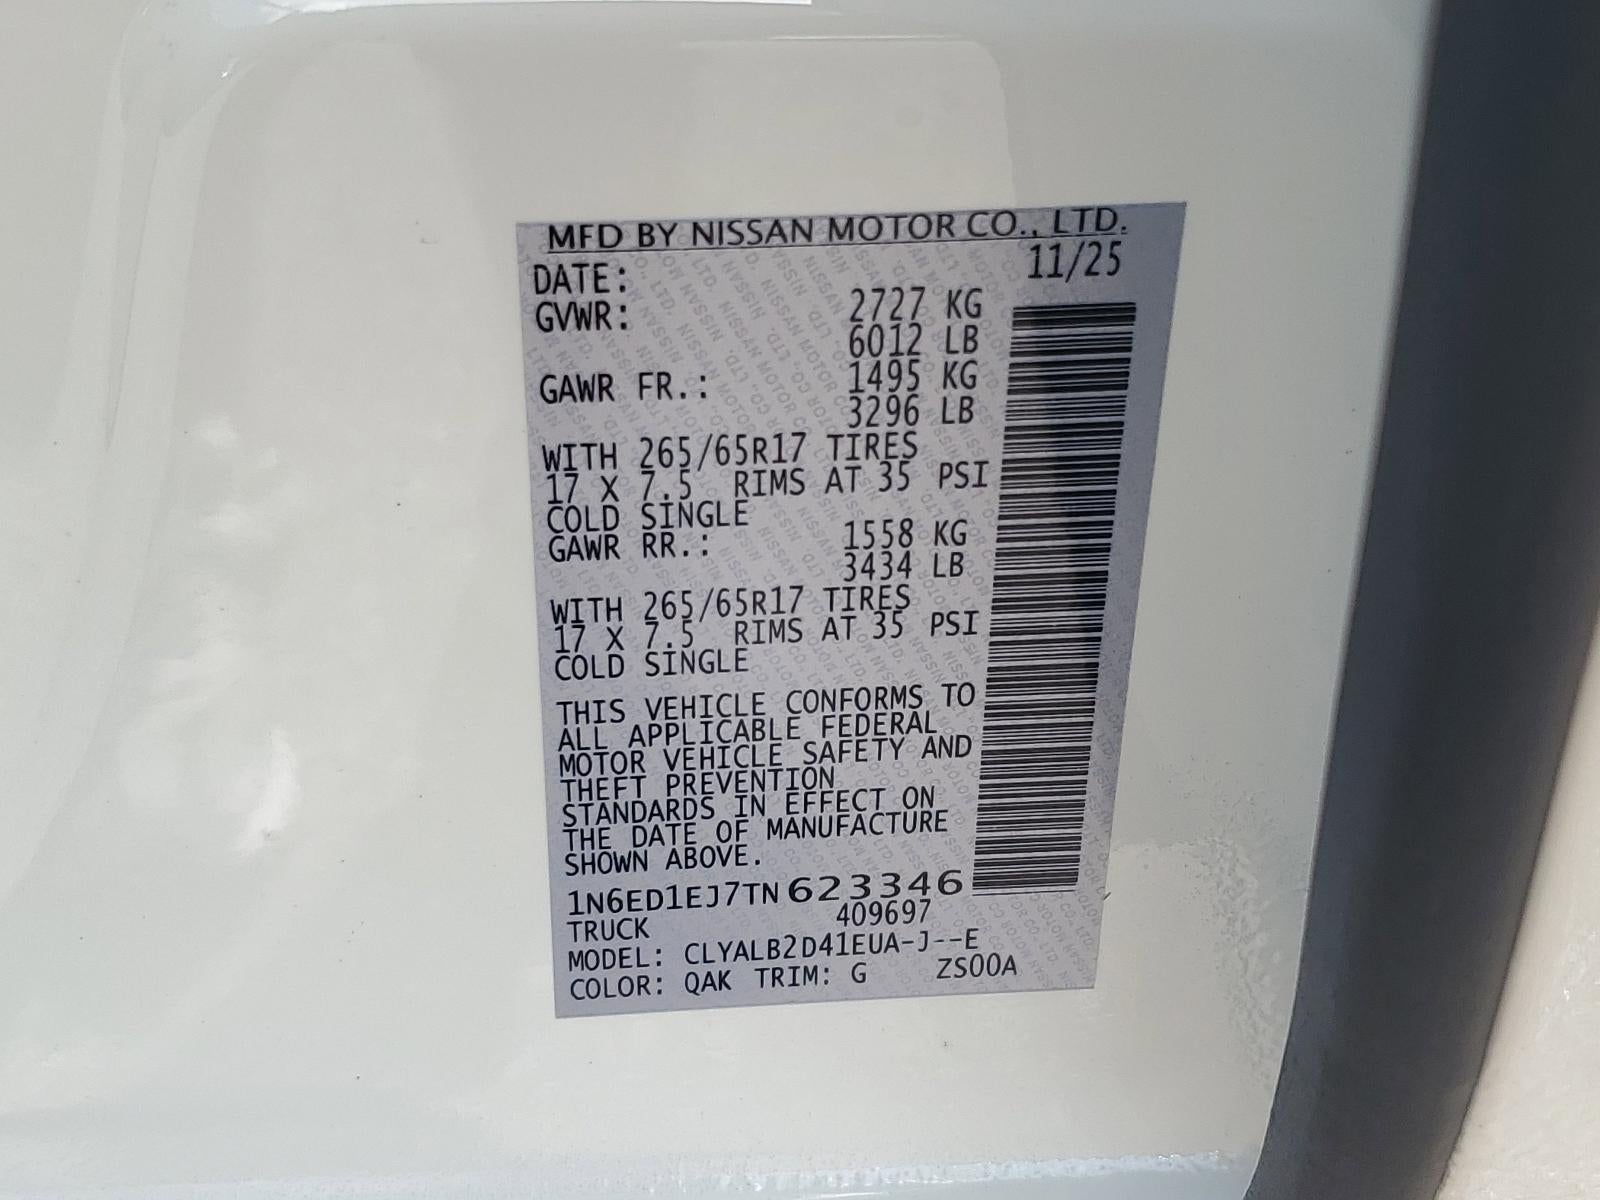 MFD BY NISSAN MOTOR CO., LTD.
DATE: 11/25
GVWR: 2727 KG
6012 LB
GAWR FR.: 1495 KG
3296 LB
WITH 265/65R17 TIRES
17 X 7.5 RIMS AT 35 PSI
COLD SINGLE
GAWR RR.: 1558 KG
3434 LB
WITH 265/65R17 TIRES
17 X 7.5 RIMS AT 35 PSI
COLD SINGLE
THIS VEHICLE CONFORMS TO
ALL APPLICABLE FEDERAL
MOTOR VEHICLE SAFETY AND
THEFT PREVENTION
STANDARDS IN EFFECT ON
THE DATE OF MANUFACTURE
SHOWN ABOVE.
1N6ED1EJ7TN623346
TRUCK 409697
MODEL: CLYALB2D41EUA-J--E
COLOR: QAK TRIM: G ZS00A